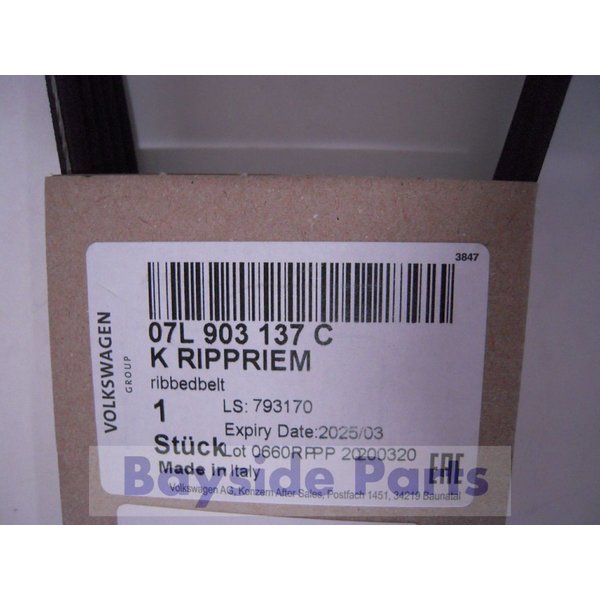 3847
VOLKSWAGEN
GROUP
07L 903 137 C
K RIPPRIEM
ribbedbelt
1
Stück
LS: 793170
Expiry Date:2025/03
Lot 0660RPPP 20200320
Made in Italy
EAC
Volkswagen AG, Konzern After Sales, Postfach 1451, 34219 Baunatal
Bayside Parts